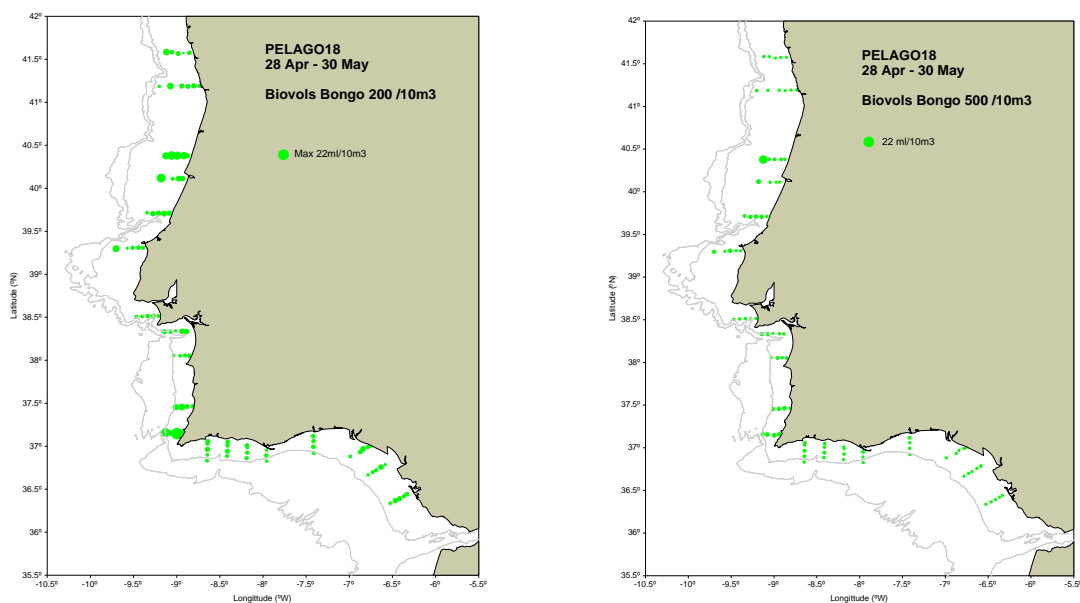 42º
41.5º
41º
40.5º
40º
39.5º
39º
38.5º
38º
37.5º
37º
36.5º
36º
35.5º
Latitude (ºN)
PELAGO18
28 Apr - 30 May
Biovols Bongo 200 /10m3
Max 22ml/10m3
-10.5º -10º -9.5º -9º -8.5º -8º -7.5º -7º -6.5º -6º -5.5º
Longittude (ºW)
42º
41.5º
41º
40.5º
40º
39.5º
39º
38.5º
38º
37.5º
37º
36.5º
36º
35.5º
Latitude (ºN)
PELAGO18
28 Apr - 30 May
Biovols Bongo 500 /10m3
22 ml/10m3
-10.5º -10º -9.5º -9º -8.5º -8º -7.5º -7º -6.5º -6º -5.5º
Longittude (ºW)